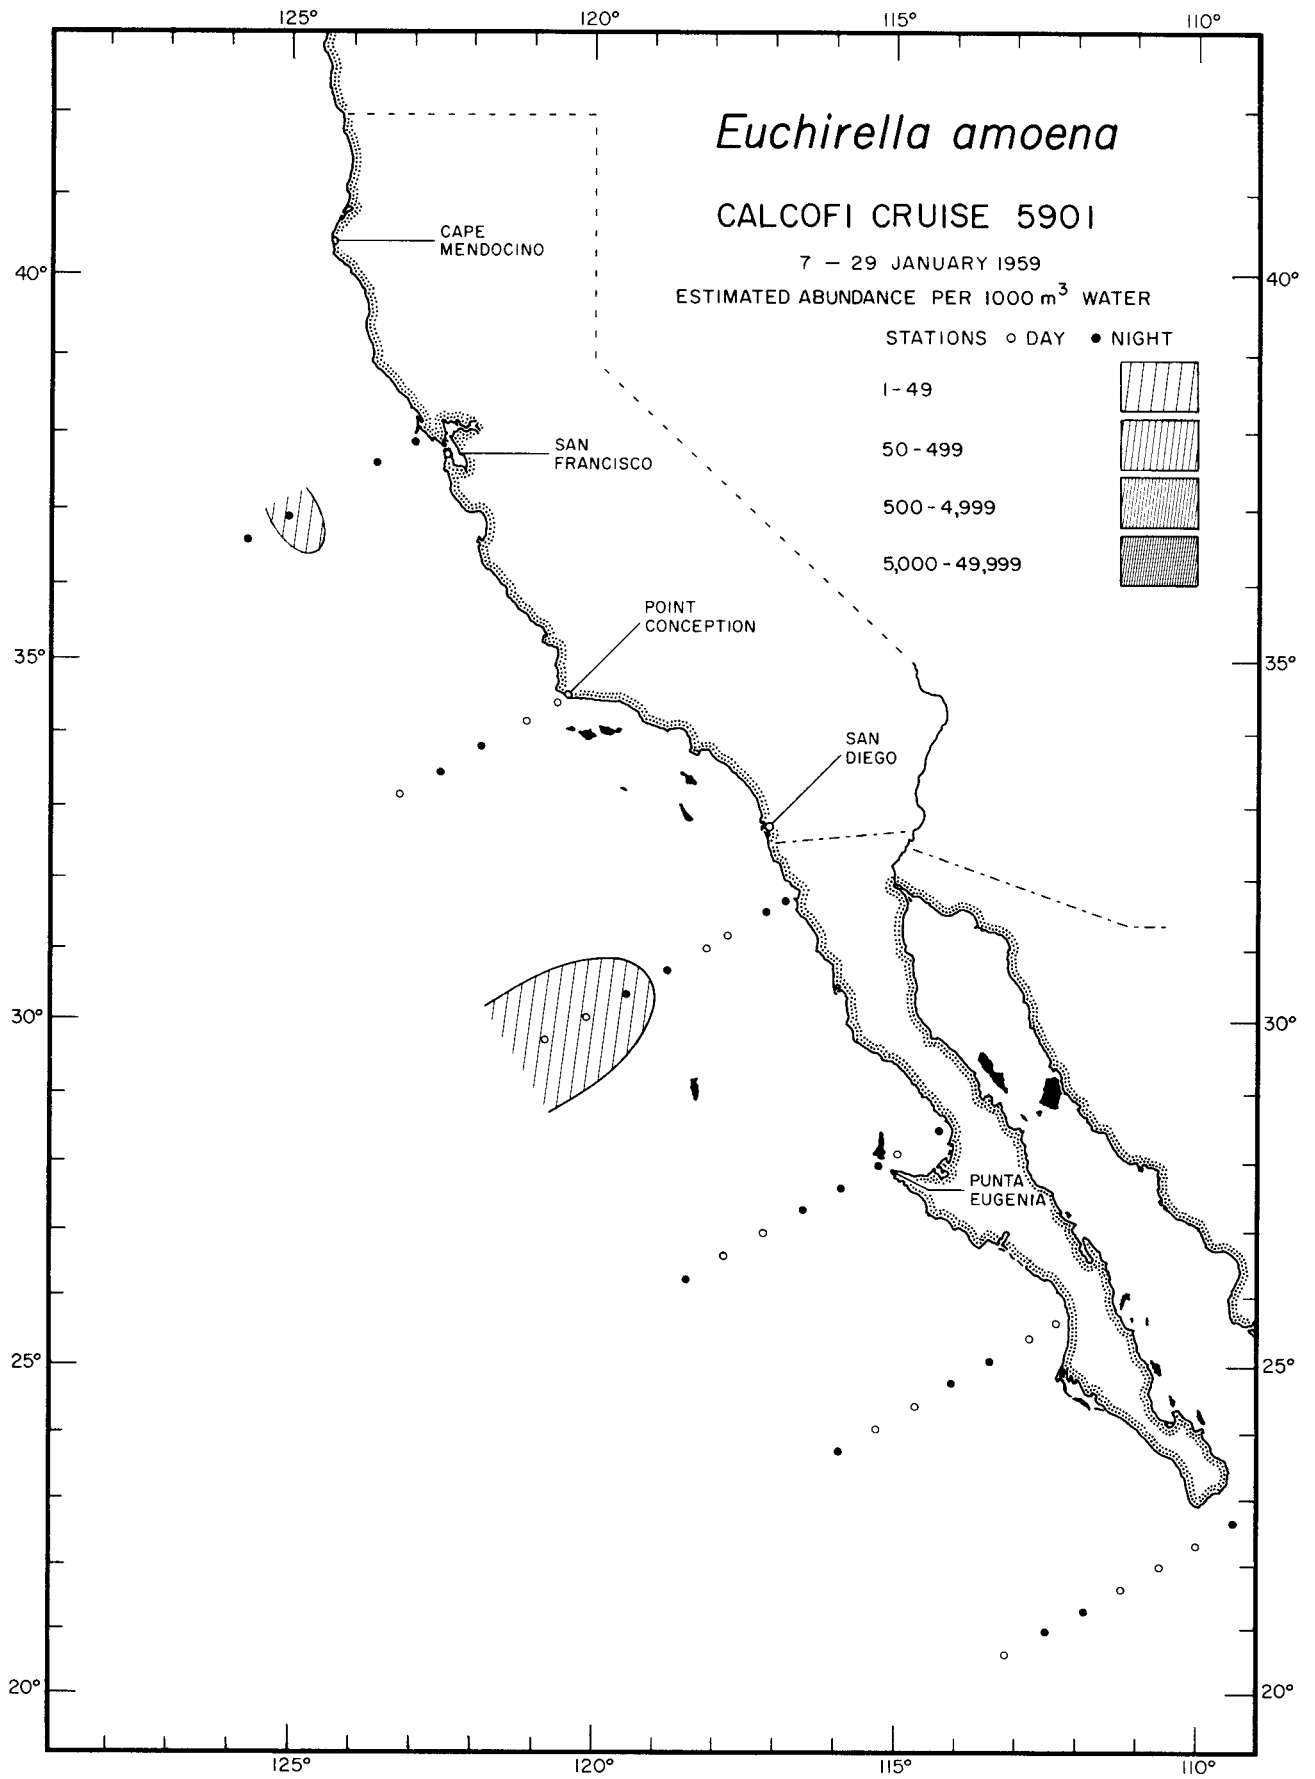 125° 120° 115° 110°
Euchirella amoena
CALCOFI CRUISE 5901
7 — 29 JANUARY 1959
ESTIMATED ABUNDANCE PER 1000 m³ WATER
STATIONS ○ DAY ● NIGHT
1-49
50-499
500-4,999
5,000-49,999
CAPE
MENDOCINO
40° 40°
SAN
FRANCISCO
POINT
CONCEPTION
35° 35°
SAN
DIEGO
30° 30°
PUNTA
EUGENIA
25° 25°
20° 20°
125° 120° 115° 110°